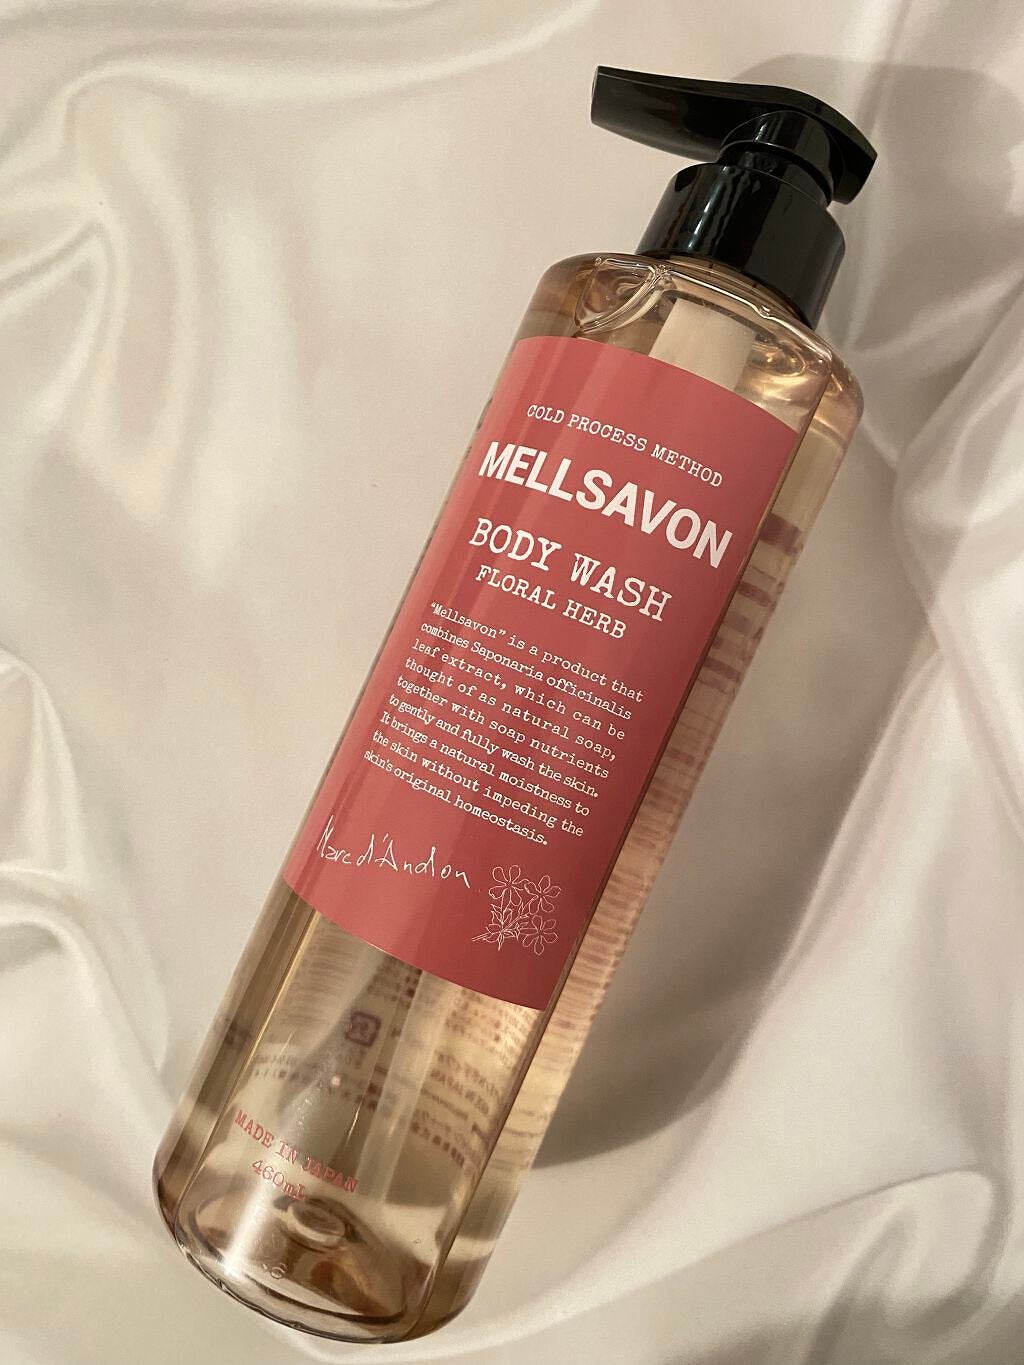 COLD PROCESS METHOD
MELLSAVON
BODY WASH
FLORAL HERB
“Mellsavon” is a product that
combines Saponaria officinalis
leaf extract, which can be
thought of as natural soap,
together with soap nutrients
to gently and fully wash the skin.
It brings a natural moistness to
the skin without impeding the
skin's original homeostasis.
Marc d'Andon
MADE IN JAPAN
460mL